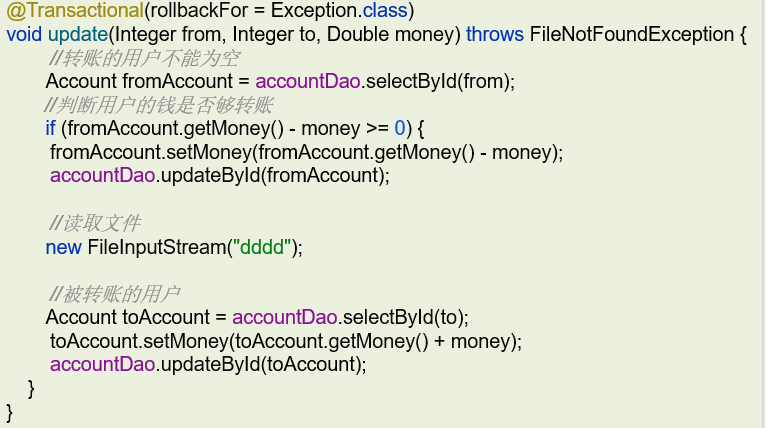 @Transactional(rollbackFor = Exception.class)
void update(Integer from, Integer to, Double money) throws FileNotFoundException {
//转账的用户不能为空
Account fromAccount = accountDao.selectById(from);
//判断用户的钱是否够转账
if (fromAccount.getMoney() - money >= 0) {
fromAccount.setMoney(fromAccount.getMoney() - money);
accountDao.updateById(fromAccount);
//读取文件
new FileInputStream("dddd");
//被转账的用户
Account toAccount = accountDao.selectById(to);
toAccount.setMoney(toAccount.getMoney() + money);
accountDao.updateById(toAccount);
}
}